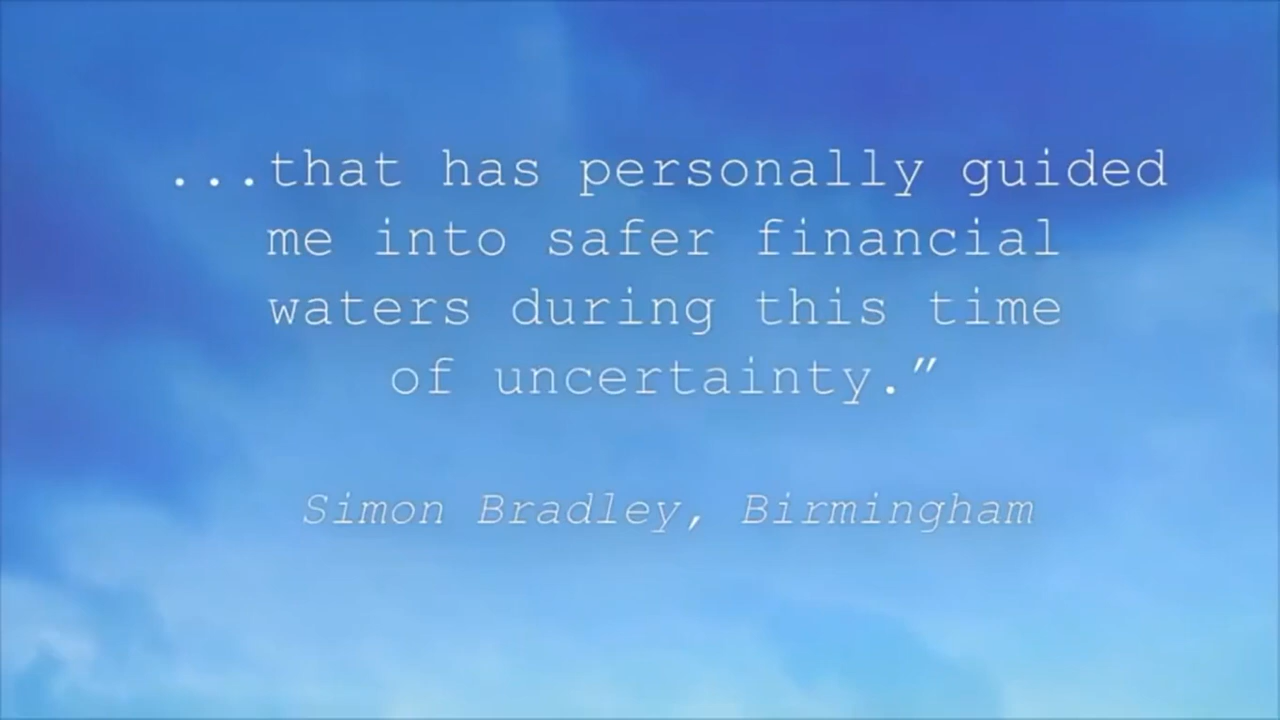 ...that has personally guided
me into safer financial
waters during this time
of uncertainty.”
Simon Bradley, Birmingham